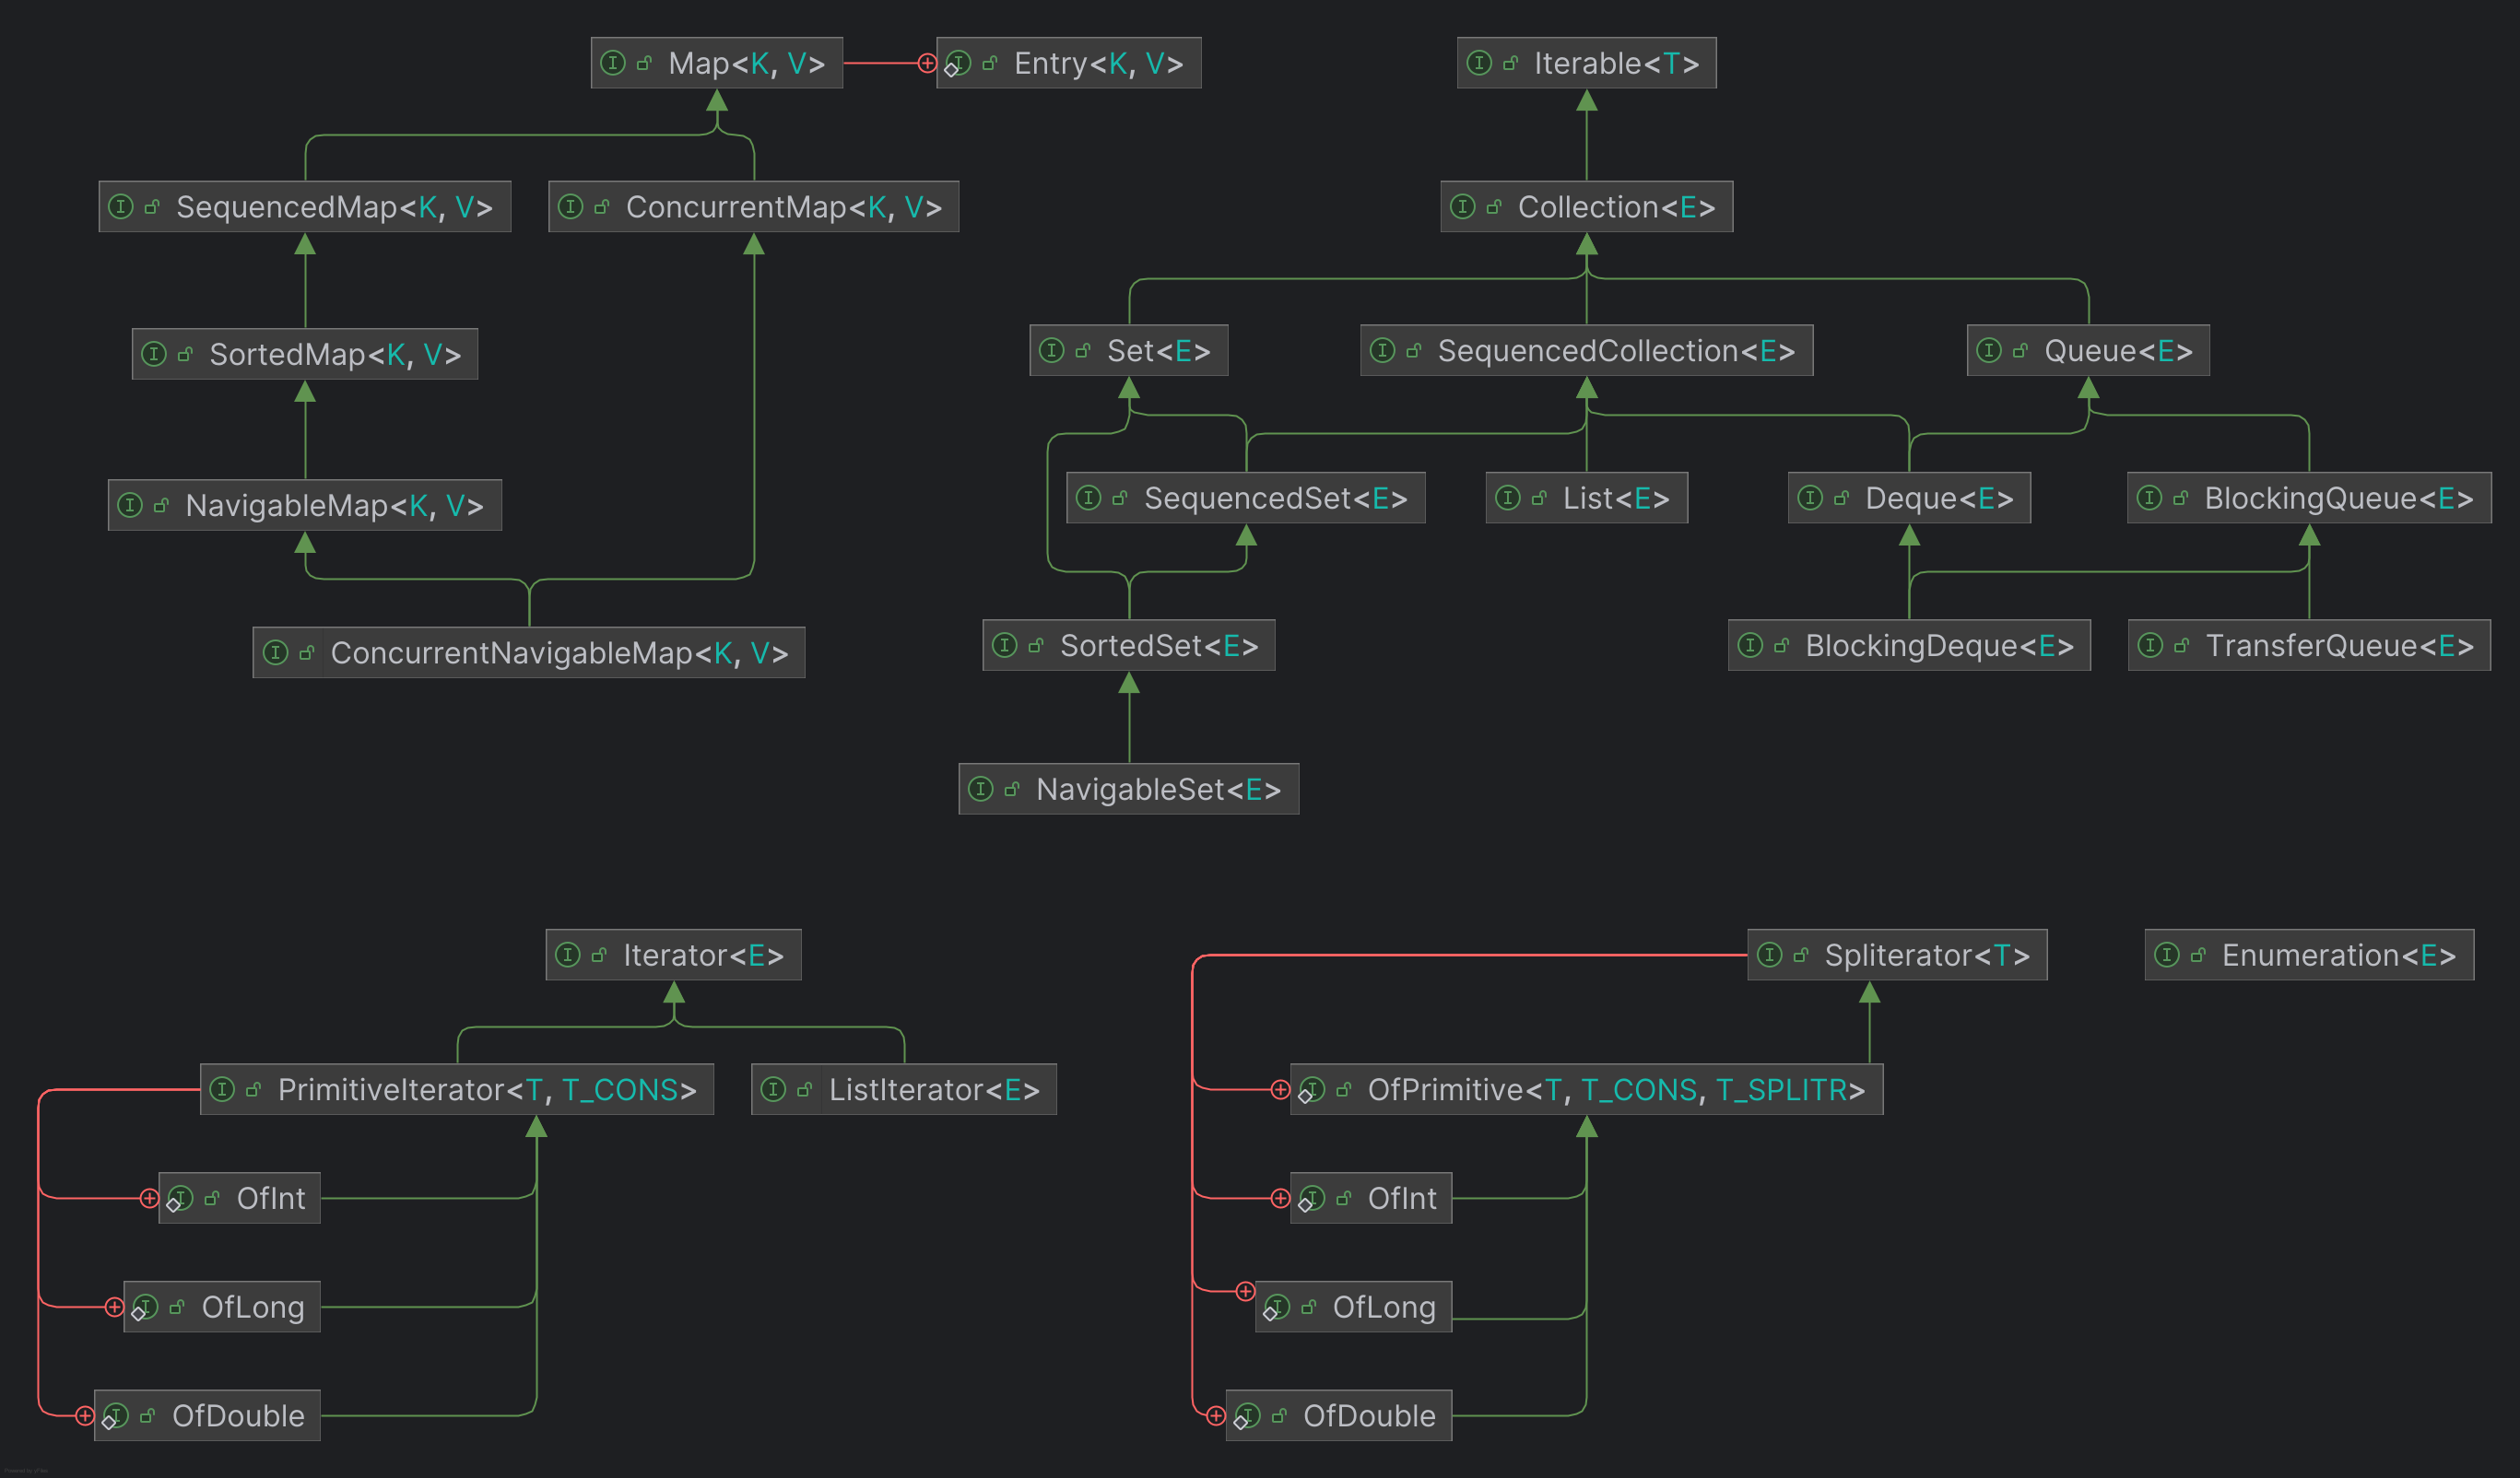 Map<K, V>
Entry<K, V>
Iterable<T>
SequencedMap<K, V>
ConcurrentMap<K, V>
Collection<E>
SortedMap<K, V>
Set<E>
SequencedCollection<E>
Queue<E>
NavigableMap<K, V>
SequencedSet<E>
List<E>
Deque<E>
BlockingQueue<E>
ConcurrentNavigableMap<K, V>
SortedSet<E>
BlockingDeque<E>
TransferQueue<E>
NavigableSet<E>
Iterator<E>
Spliterator<T>
Enumeration<E>
PrimitiveIterator<T, T_CONS>
ListIterator<E>
OfPrimitive<T, T_CONS, T_SPLITR>
OfInt
OfInt
OfLong
OfLong
OfDouble
OfDouble